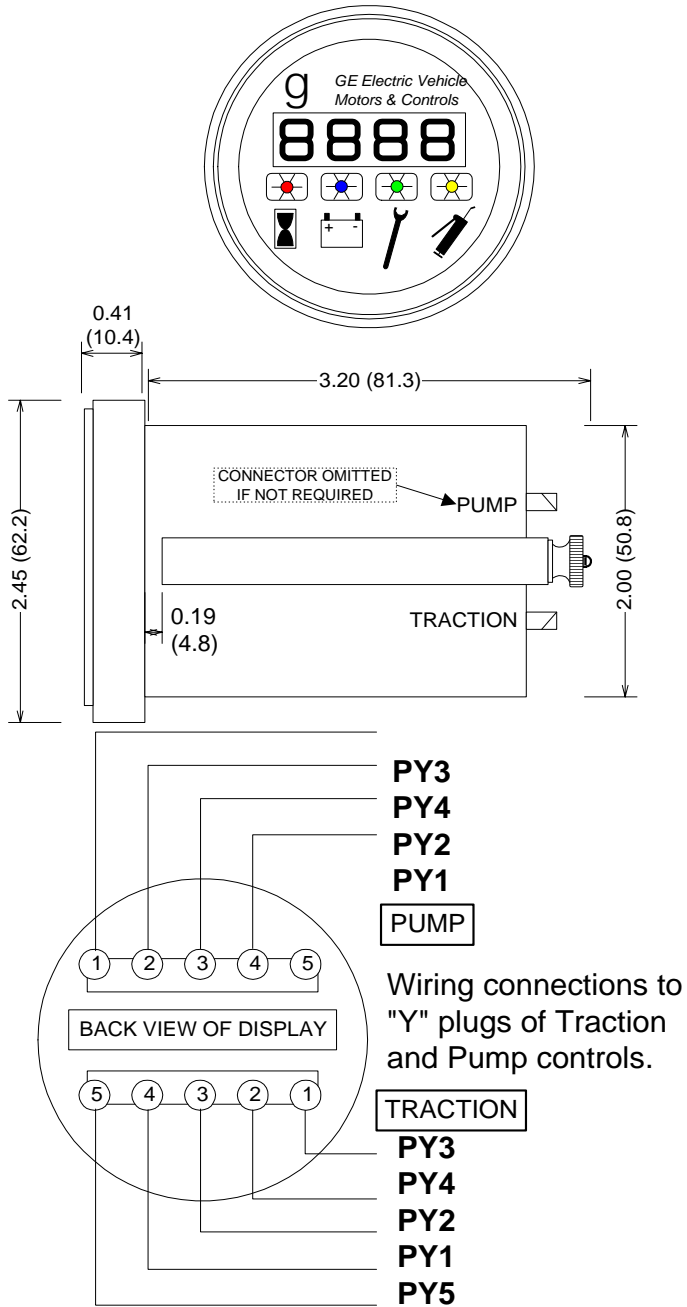 g
GE Electric Vehicle
Motors & Controls
8888
+ -
0.41
(10.4)
3.20 (81.3)
CONNECTOR OMITTED
IF NOT REQUIRED
PUMP
2.45 (62.2)
2.00 (50.8)
0.19
(4.8)
TRACTION
PY3
PY4
PY2
PY1
PUMP
1 2 3 4 5
Wiring connections to
"Y" plugs of Traction
and Pump controls.
BACK VIEW OF DISPLAY
5 4 3 2 1
TRACTION
PY3
PY4
PY2
PY1
PY5